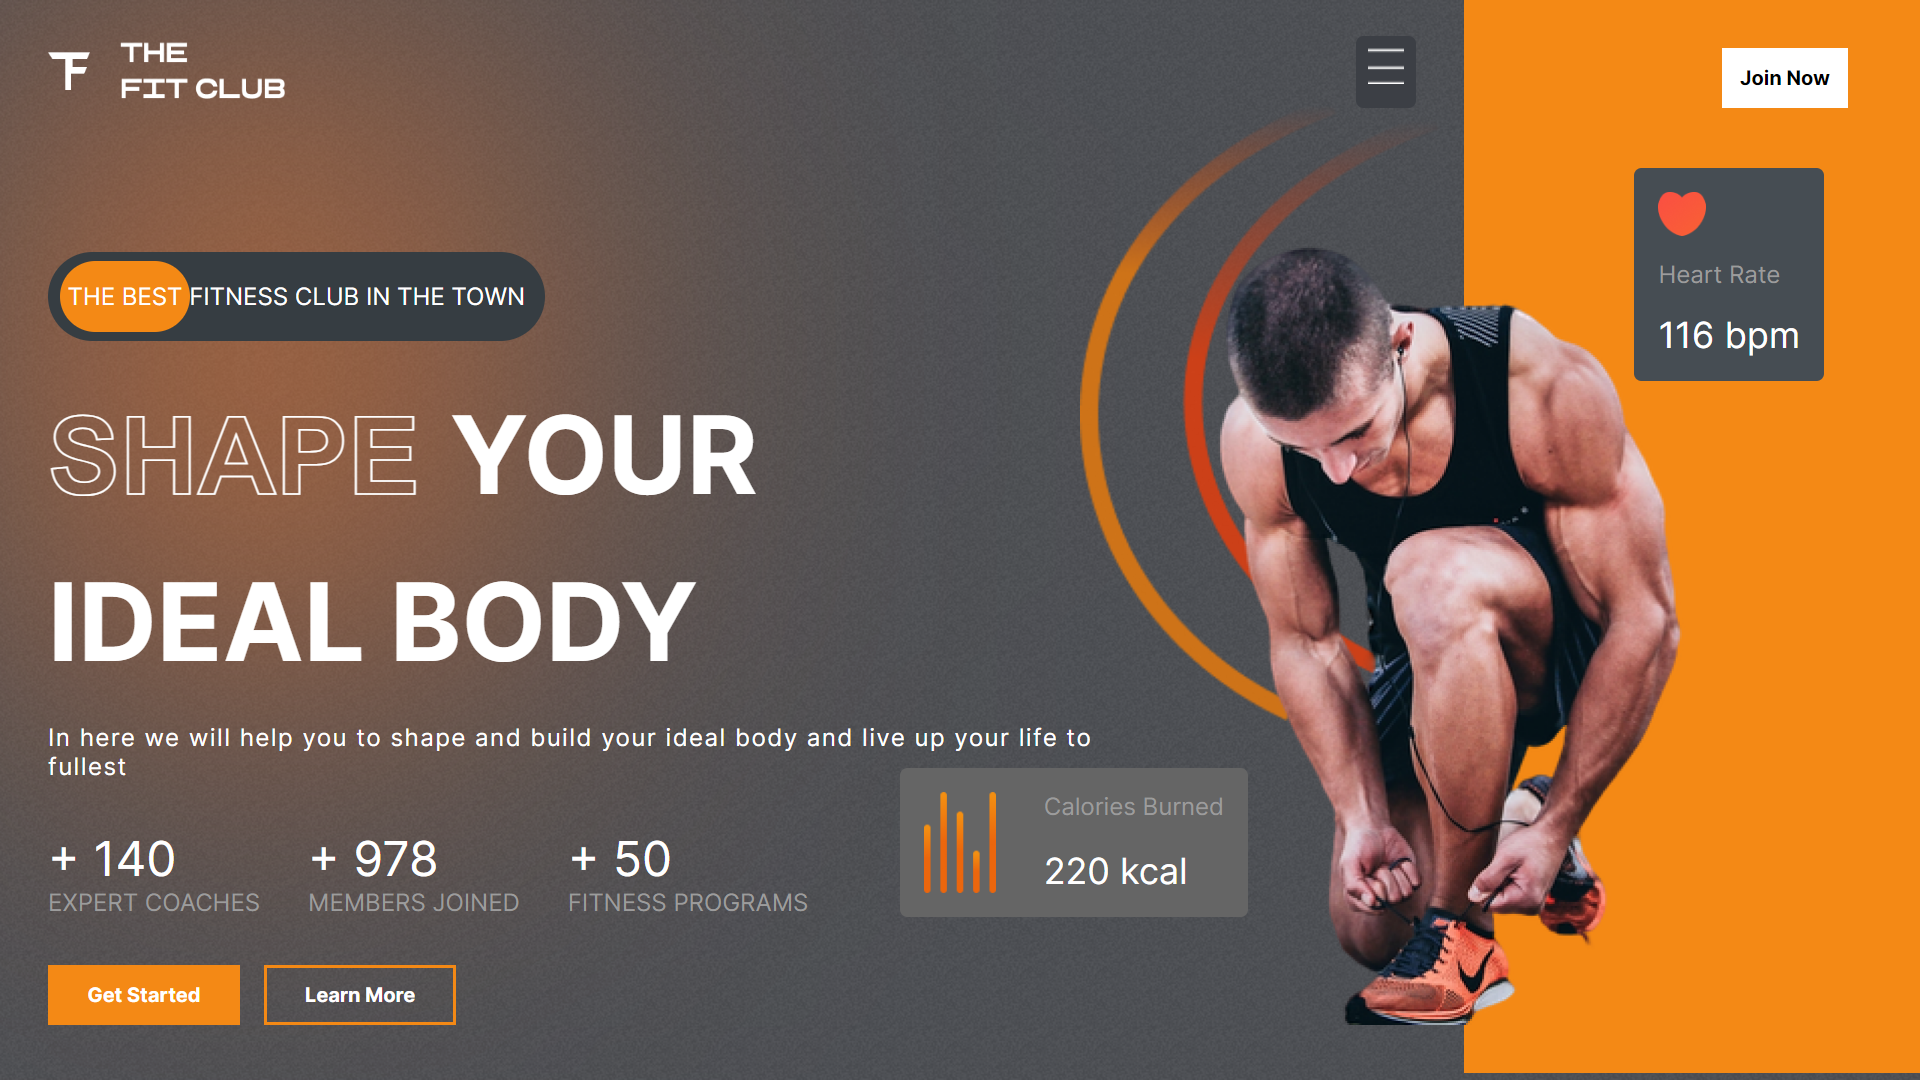 THE
FIT CLUB
Join Now
Heart Rate
116 bpm
THE BEST FITNESS CLUB IN THE TOWN
SHAPE YOUR
IDEAL BODY
In here we will help you to shape and build your ideal body and live up your life to
fullest
Calories Burned
220 kcal
+ 140
EXPERT COACHES
+ 978
MEMBERS JOINED
+ 50
FITNESS PROGRAMS
Get Started
Learn More